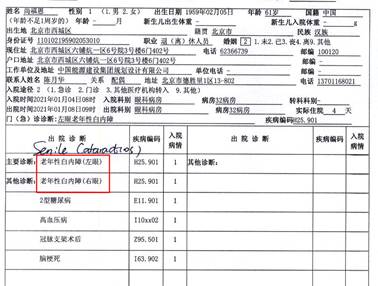 姓名 尚福恩 性别 1 (1.男 2.女) 出生日期 1959年02月05日 年龄 61岁 国籍 中国
(年龄不足1周岁的)年龄 - 月 新生儿出生体重 - g 新生儿入院体重 - g
出生地 北京市西城区 籍贯 北京市 民族 汉族
身份证号 110102195902053010 职业 退(离)休人员 婚姻 2 1.未2.已3.丧4.离9.其他
现住址 北京市西城区六铺炕一区6号院3号楼6门402号 电话 62366739 邮编 100120
户口地址 北京市西城区六铺炕一区6号院3号楼6门402号 邮编
工作单位及地址 中国能源建设集团规划设计有限公司 单位电话 邮编
联系人姓名 陈月华 关系 配偶 地址 北京市德胜里1区13-102 电话 13701168021
入院途径 2 (1.急诊 2.门诊 3.其他医疗机构转入 9.其他)
入院时间2021年01月04日08时 入院科别 眼科病房 病房32病房 转科科别 -
出院时间2021年01月08日09时 出院科别 眼科病房 病房32病房 实际住院 4 天
门(急)诊诊断 左眼老年性白内障 疾病编码H25.901
出院诊断 疾病编码 入院病情 出院诊断 疾病编码 入院病情
Senile Cataract(os)
主要诊断: 老年性白内障(左眼) H25.901 1 其他诊断:
其他诊断: 老年性白内障(右眼) H25.901 1
2型糖尿病 E11.901 1
高血压病 I10xx02 1
冠脉支架术后 Z95.501 1
脑梗死 I63.902 1